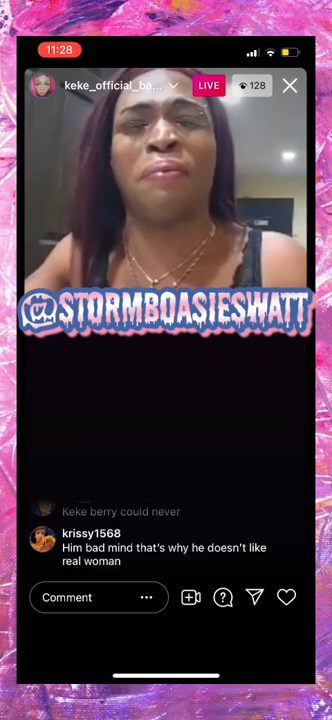 11:28
keke_official_ba...
LIVE
128
@STORMBOASIESWATT
Keke berry could never
krissy1568
Him bad mind that's why he doesn't like
real woman
Comment